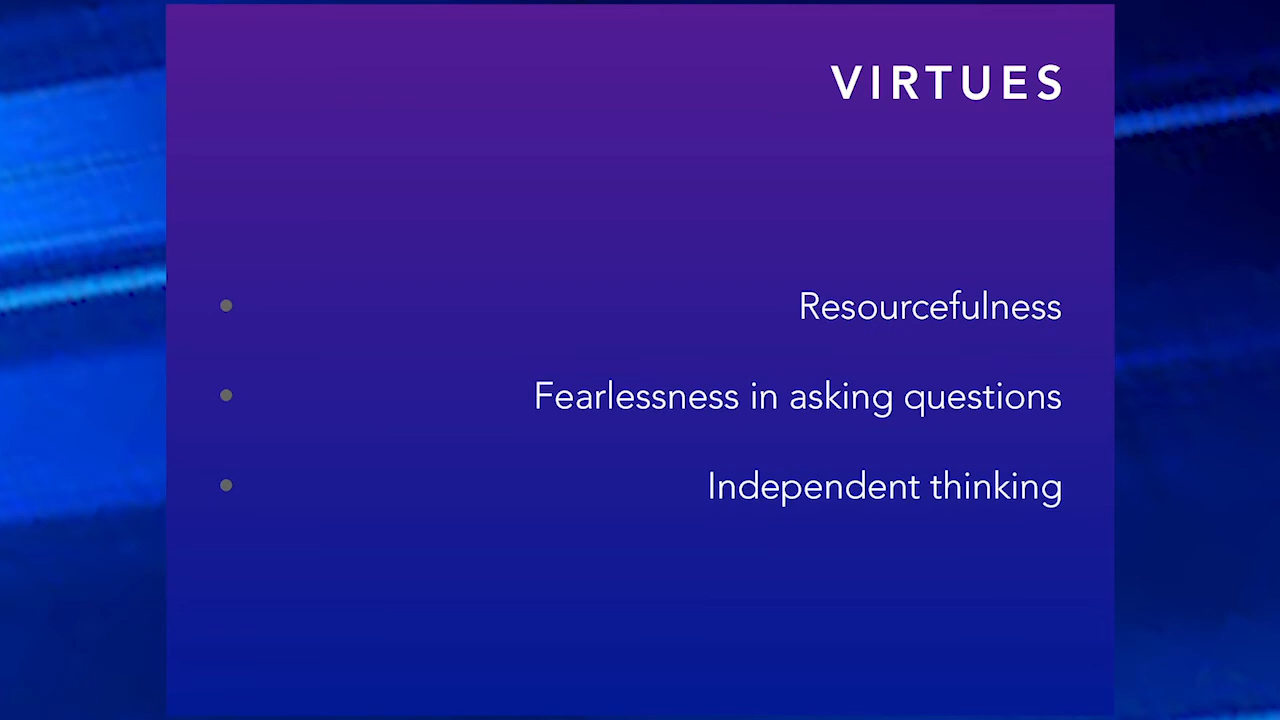 VIRTUES
• Resourcefulness
• Fearlessness in asking questions
• Independent thinking